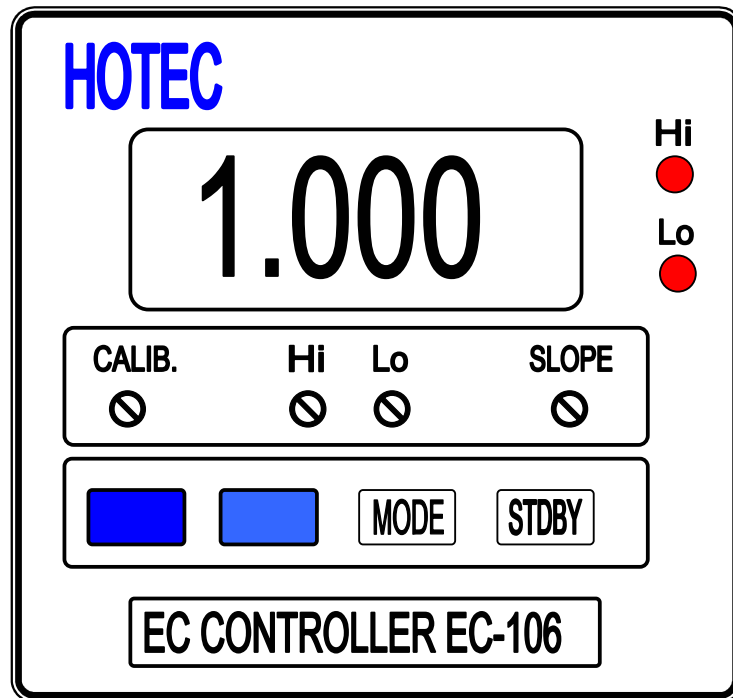 HOTEC
Hi
1.000
Lo
CALIB. Hi Lo SLOPE
MODE STDBY
EC CONTROLLER EC-106